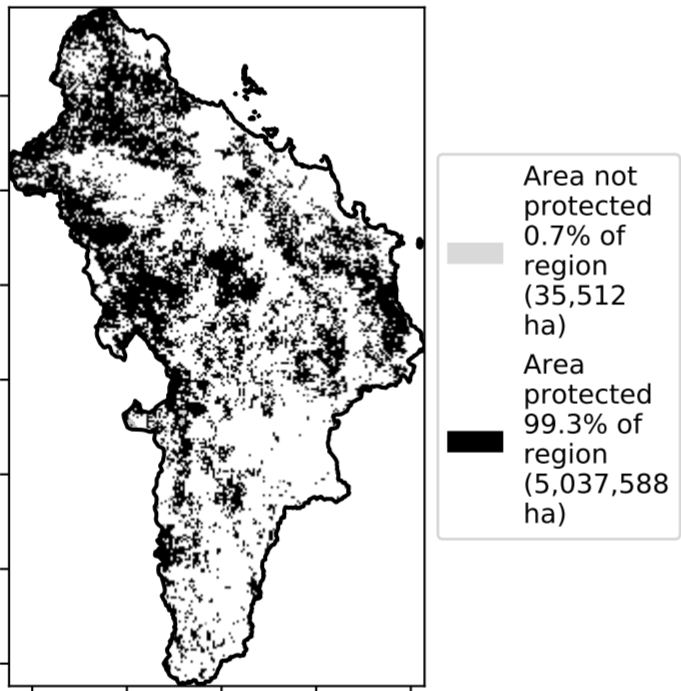 Area not
protected
0.7% of
region
(35,512
ha)
Area
protected
99.3% of
region
(5,037,588
ha)